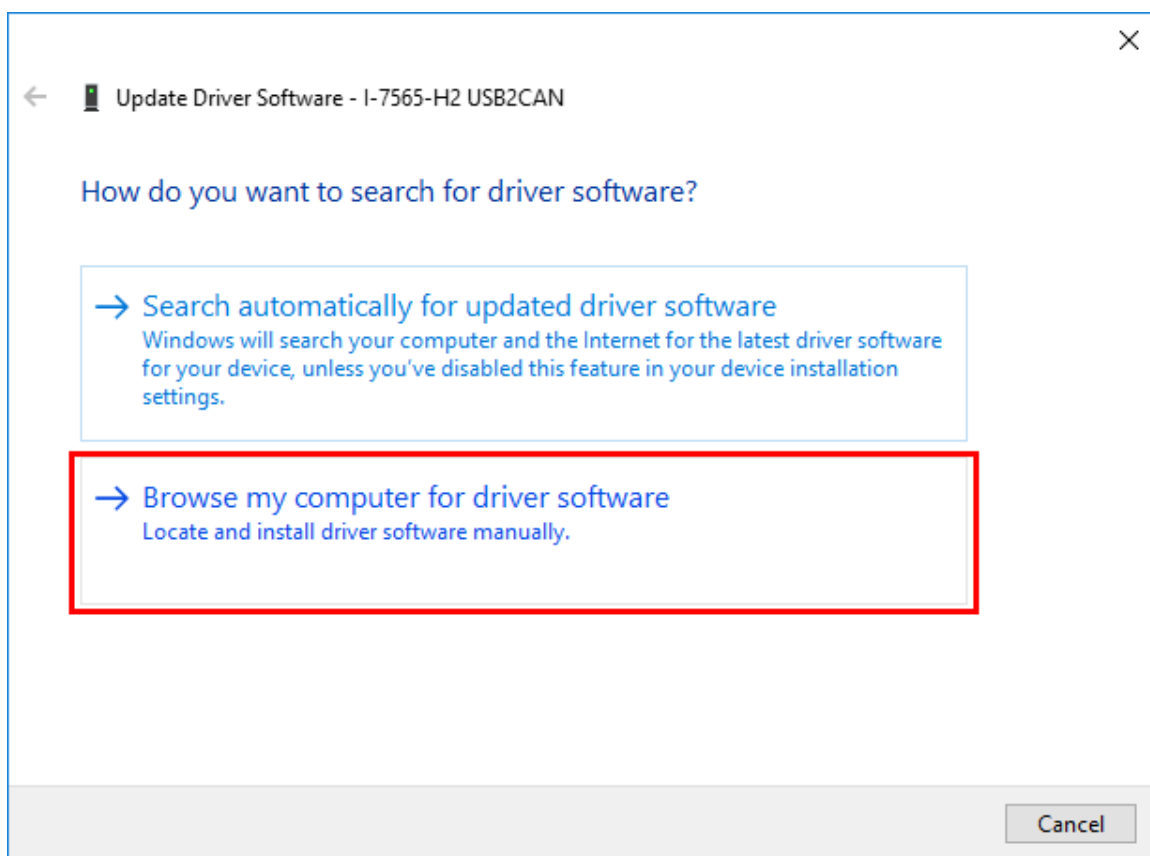 Update Driver Software - I-7565-H2 USB2CAN
How do you want to search for driver software?
Search automatically for updated driver software
Windows will search your computer and the Internet for the latest driver software
for your device, unless you've disabled this feature in your device installation
settings.
Browse my computer for driver software
Locate and install driver software manually.
Cancel